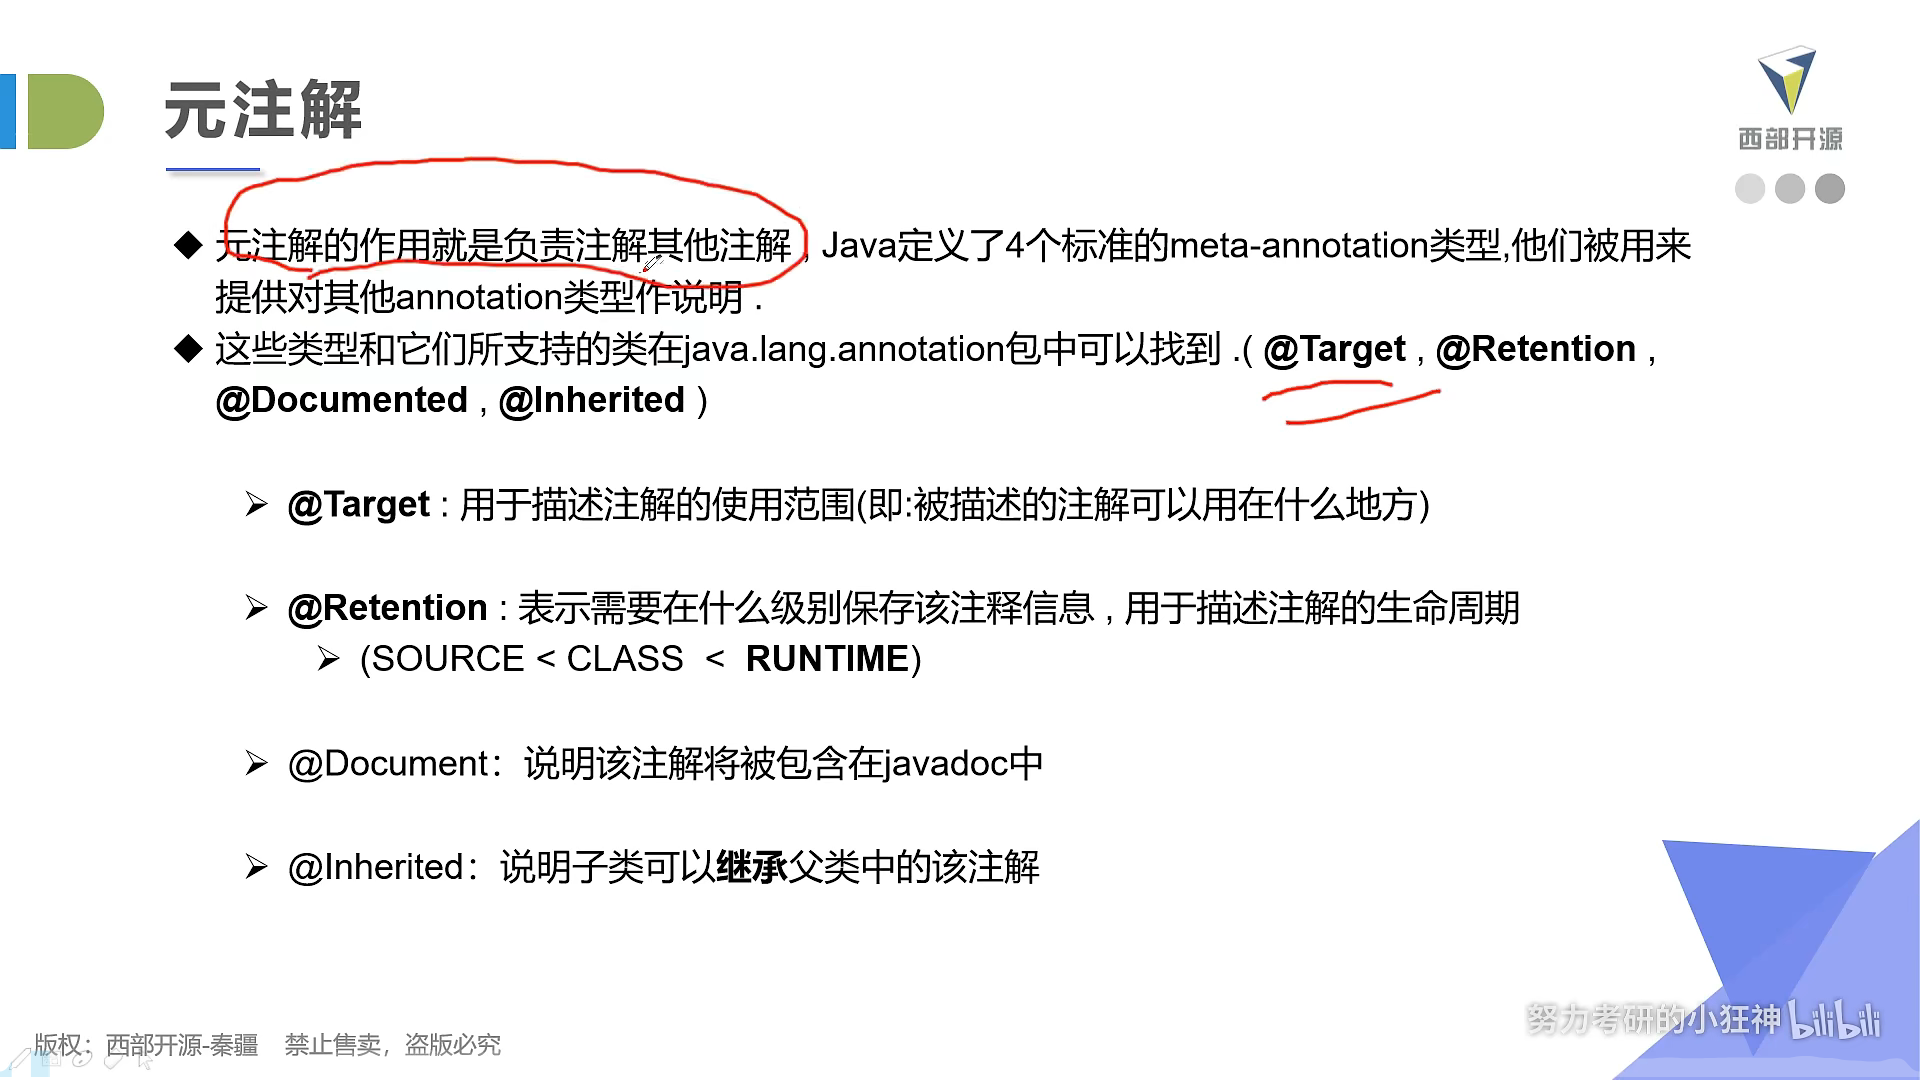 元注解
西部开源
元注解的作用就是负责注解其他注解 , Java定义了4个标准的meta-annotation类型,他们被用来
提供对其他annotation类型作说明 .
这些类型和它们所支持的类在java.lang.annotation包中可以找到 .( @Target , @Retention ,
@Documented , @Inherited )
@Target : 用于描述注解的使用范围(即:被描述的注解可以用在什么地方)
@Retention : 表示需要在什么级别保存该注释信息 , 用于描述注解的生命周期
(SOURCE < CLASS < RUNTIME)
@Document：说明该注解将被包含在javadoc中
@Inherited：说明子类可以继承父类中的该注解
努力考研的小狂神 bilibili
版权：西部开源-秦疆 禁止售卖，盗版必究